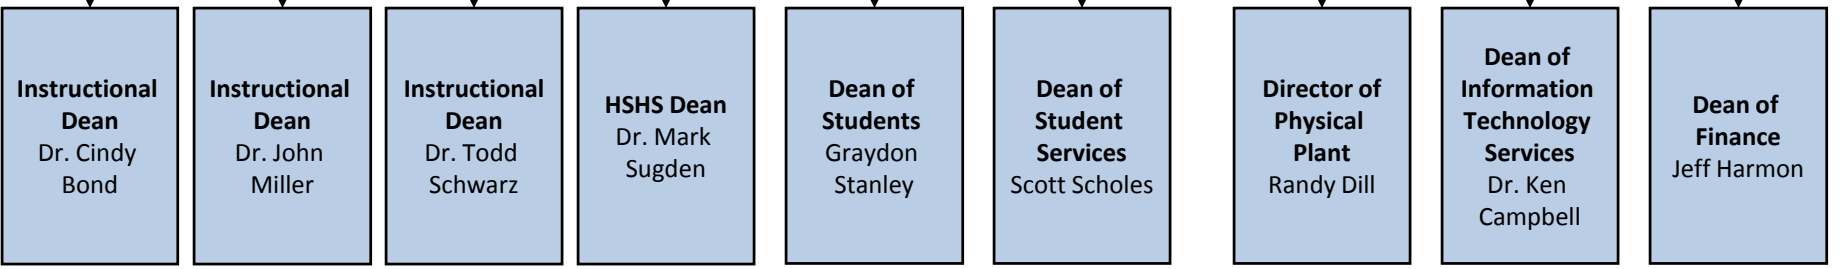 Instructional
Dean
Dr. Cindy
Bond
Instructional
Dean
Dr. John
Miller
Instructional
Dean
Dr. Todd
Schwarz
HSHS Dean
Dr. Mark
Sugden
Dean of
Students
Graydon
Stanley
Dean of
Student
Services
Scott Scholes
Director of
Physical
Plant
Randy Dill
Dean of
Information
Technology
Services
Dr. Ken
Campbell
Dean of
Finance
Jeff Harmon